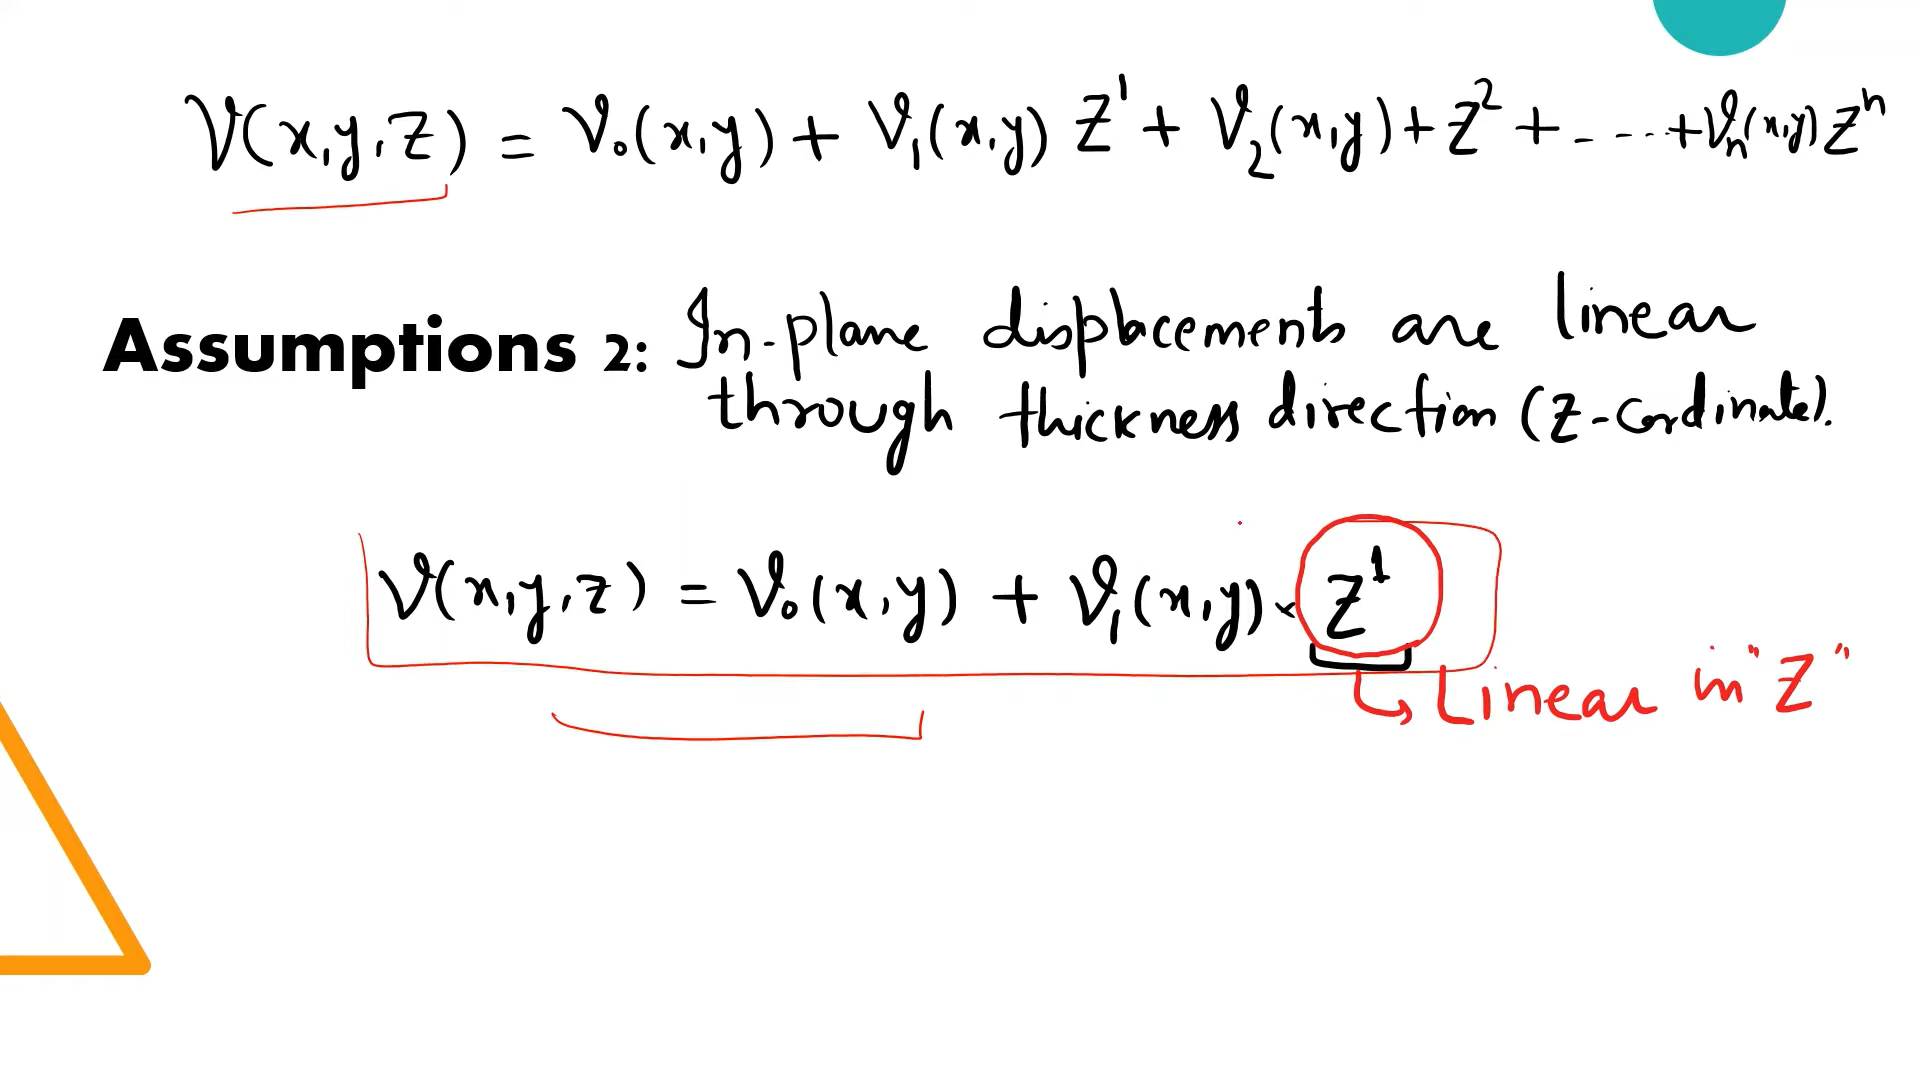 V(x,y,z) = V₀(x,y) + V₁(x,y) Z¹ + V₂(x,y) + Z² + - - - - + Vₙ(x,y) Zⁿ
Assumptions 2: In-plane displacements are linear
through thickness direction (z-cordinate).
V(x,y,z) = V₀(x,y) + V₁(x,y) × Z¹
↳ Linear in "Z"